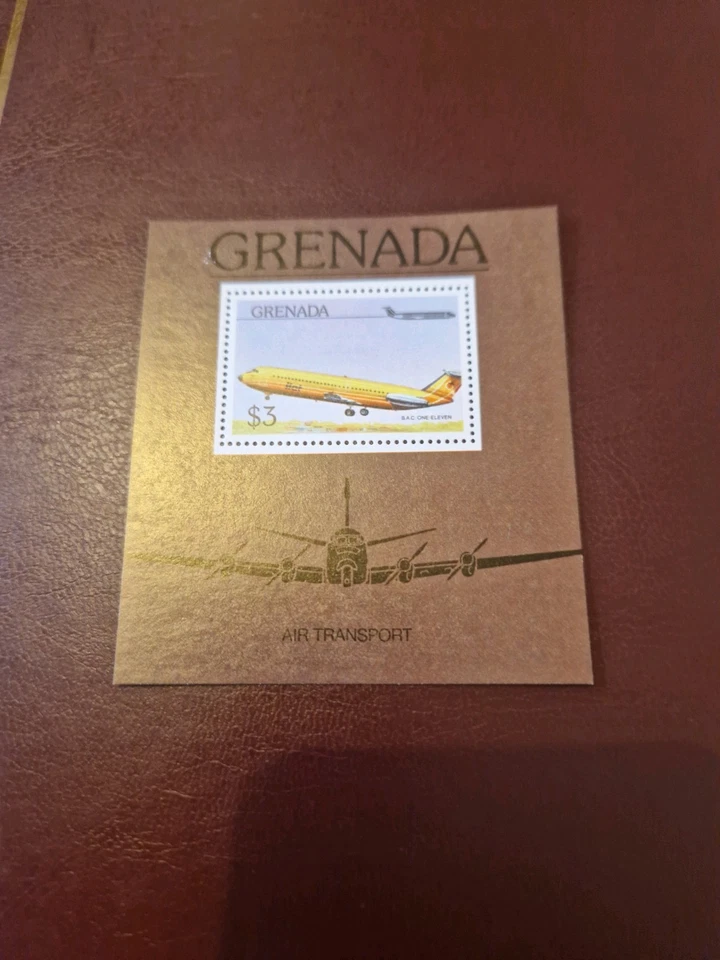 GRENADA
GRENADA
$3
B.A.C. ONE-ELEVEN
AIR TRANSPORT